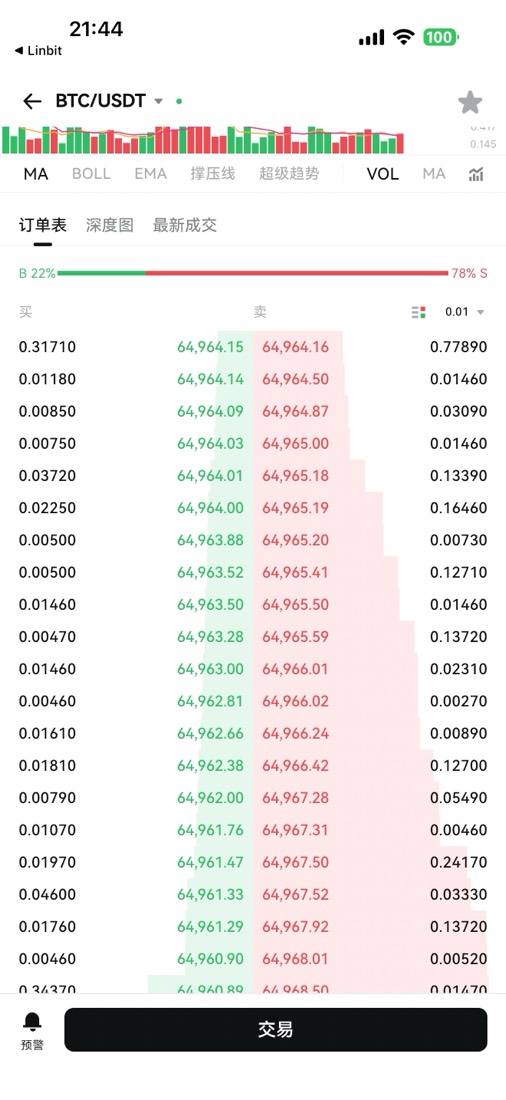 21:44
100
◀ Linbit
BTC/USDT
0.145
MA BOLL EMA 撑压线 超级趋势 VOL MA
订单表 深度图 最新成交
B 22% 78% S
买 卖 0.01
0.31710 64,964.15 64,964.16 0.77890
0.01180 64,964.14 64,964.50 0.01460
0.00850 64,964.09 64,964.87 0.03090
0.00750 64,964.03 64,965.00 0.01460
0.03720 64,964.01 64,965.18 0.13390
0.02250 64,964.00 64,965.19 0.16460
0.00500 64,963.88 64,965.20 0.00730
0.00500 64,963.52 64,965.41 0.12710
0.01460 64,963.50 64,965.50 0.01460
0.00470 64,963.28 64,965.59 0.13720
0.01460 64,963.00 64,966.01 0.02310
0.00460 64,962.81 64,966.02 0.00270
0.01610 64,962.66 64,966.24 0.00890
0.01810 64,962.38 64,966.42 0.12700
0.00790 64,962.00 64,967.28 0.05490
0.01070 64,961.76 64,967.31 0.00460
0.01970 64,961.47 64,967.50 0.24170
0.04600 64,961.33 64,967.52 0.03330
0.01760 64,961.29 64,967.92 0.13720
0.00460 64,960.90 64,968.01 0.00520
0.34370 64,960.89 64,968.50 0.01470
预警
交易